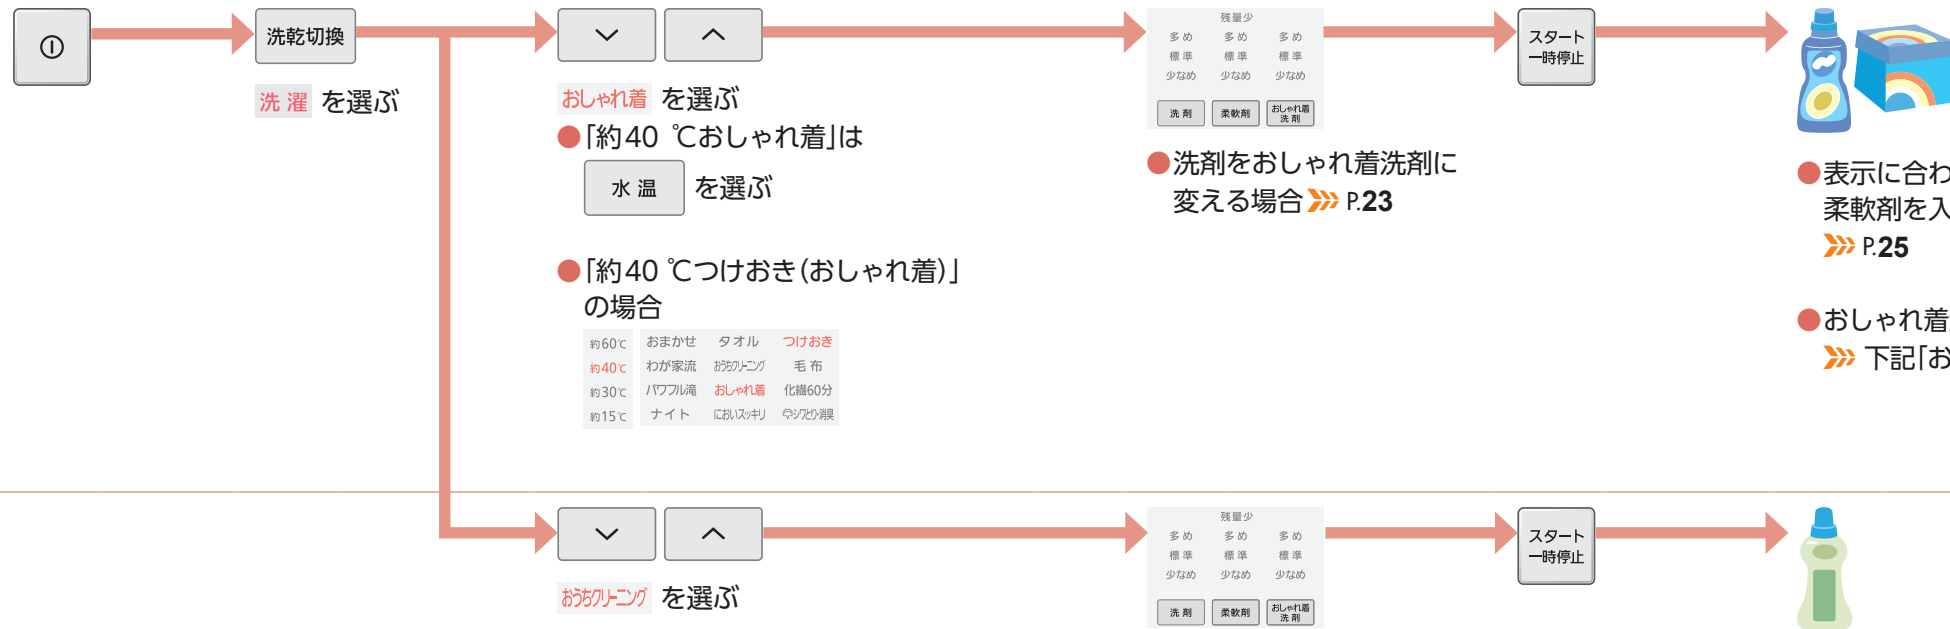 洗乾切換
洗濯 を選ぶ
おしゃれ着 を選ぶ
●「約40 ℃おしゃれ着」は
水温 を選ぶ
●「約40 ℃つけおき(おしゃれ着)」
の場合
約60℃ おまかせ タオル つけおき
約40℃ わが家流 おうちクリーニング 毛布
約30℃ パワフル滝 おしゃれ着 化繊60分
約15℃ ナイト においスッキリ シワとり・消臭
残量少
多め 多め 多め
標準 標準 標準
少なめ 少なめ 少なめ
洗剤 柔軟剤 おしゃれ着洗剤
●洗剤をおしゃれ着洗剤に
変える場合 P.23
スタート
一時停止
●表示に合わ
柔軟剤を入
P.25
●おしゃれ着
下記「お
おうちクリーニング を選ぶ
残量少
多め 多め 多め
標準 標準 標準
少なめ 少なめ 少なめ
洗剤 柔軟剤 おしゃれ着洗剤
スタート
一時停止